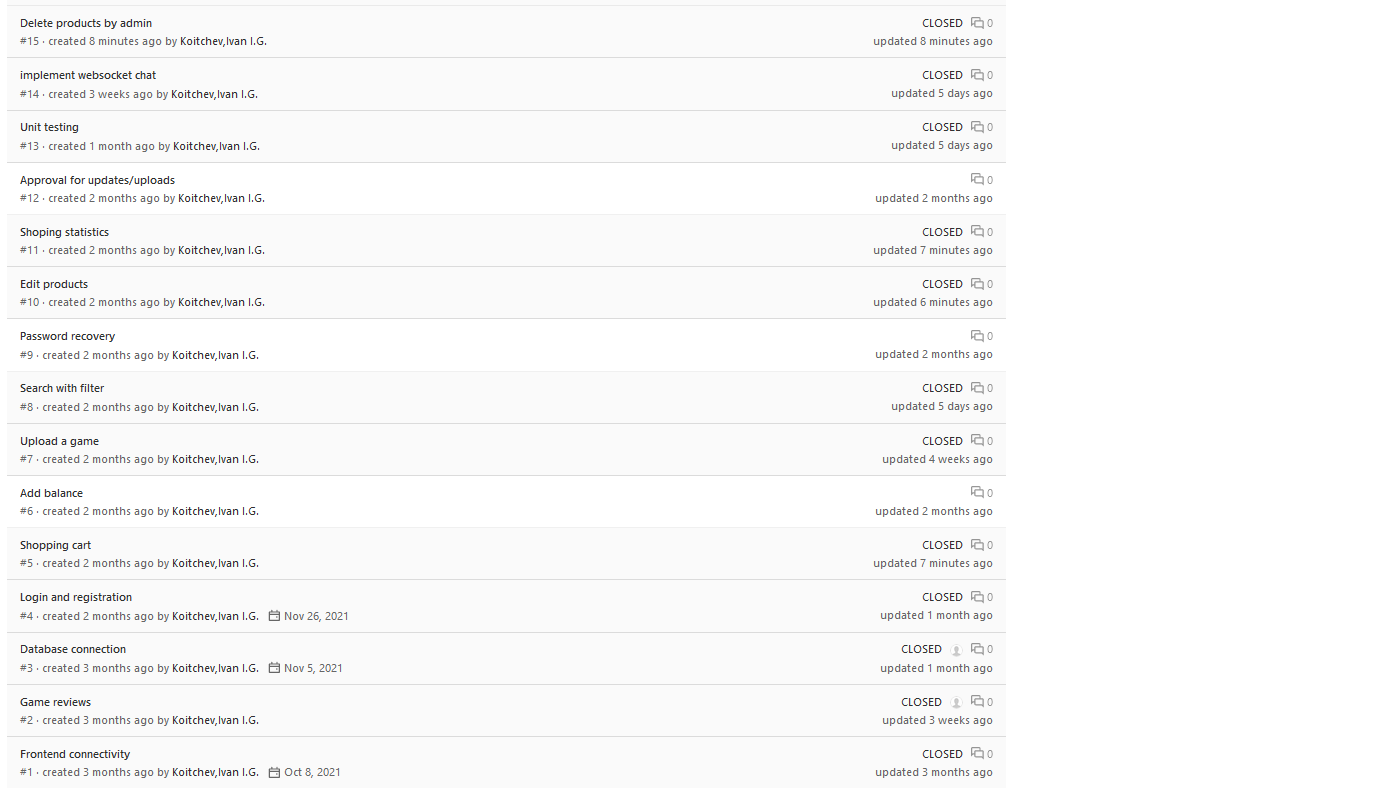 Delete products by admin CLOSED 0
#15 · created 8 minutes ago by Koitchev,Ivan I.G. updated 8 minutes ago
implement websocket chat CLOSED 0
#14 · created 3 weeks ago by Koitchev,Ivan I.G. updated 5 days ago
Unit testing CLOSED 0
#13 · created 1 month ago by Koitchev,Ivan I.G. updated 5 days ago
Approval for updates/uploads 0
#12 · created 2 months ago by Koitchev,Ivan I.G. updated 2 months ago
Shoping statistics CLOSED 0
#11 · created 2 months ago by Koitchev,Ivan I.G. updated 7 minutes ago
Edit products CLOSED 0
#10 · created 2 months ago by Koitchev,Ivan I.G. updated 6 minutes ago
Password recovery 0
#9 · created 2 months ago by Koitchev,Ivan I.G. updated 2 months ago
Search with filter CLOSED 0
#8 · created 2 months ago by Koitchev,Ivan I.G. updated 5 days ago
Upload a game CLOSED 0
#7 · created 2 months ago by Koitchev,Ivan I.G. updated 4 weeks ago
Add balance 0
#6 · created 2 months ago by Koitchev,Ivan I.G. updated 2 months ago
Shopping cart CLOSED 0
#5 · created 2 months ago by Koitchev,Ivan I.G. updated 7 minutes ago
Login and registration CLOSED 0
#4 · created 2 months ago by Koitchev,Ivan I.G. Nov 26, 2021 updated 1 month ago
Database connection CLOSED 0
#3 · created 3 months ago by Koitchev,Ivan I.G. Nov 5, 2021 updated 1 month ago
Game reviews CLOSED 0
#2 · created 3 months ago by Koitchev,Ivan I.G. updated 3 weeks ago
Frontend connectivity CLOSED 0
#1 · created 3 months ago by Koitchev,Ivan I.G. Oct 8, 2021 updated 3 months ago